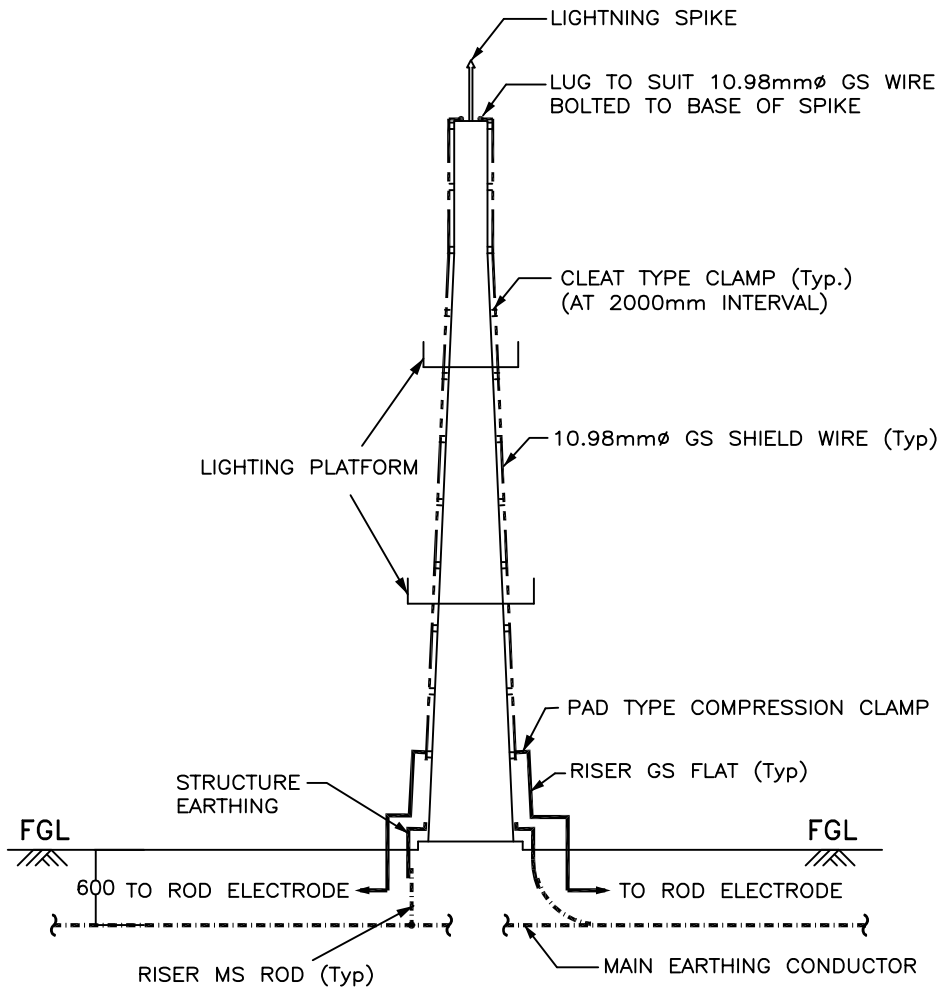 LIGHTNING SPIKE
LUG TO SUIT 10.98mmø GS WIRE
BOLTED TO BASE OF SPIKE
CLEAT TYPE CLAMP (Typ.)
(AT 2000mm INTERVAL)
10.98mmø GS SHIELD WIRE (Typ)
LIGHTING PLATFORM
PAD TYPE COMPRESSION CLAMP
RISER GS FLAT (Typ)
STRUCTURE
EARTHING
FGL
FGL
600
TO ROD ELECTRODE
TO ROD ELECTRODE
RISER MS ROD (Typ)
MAIN EARTHING CONDUCTOR